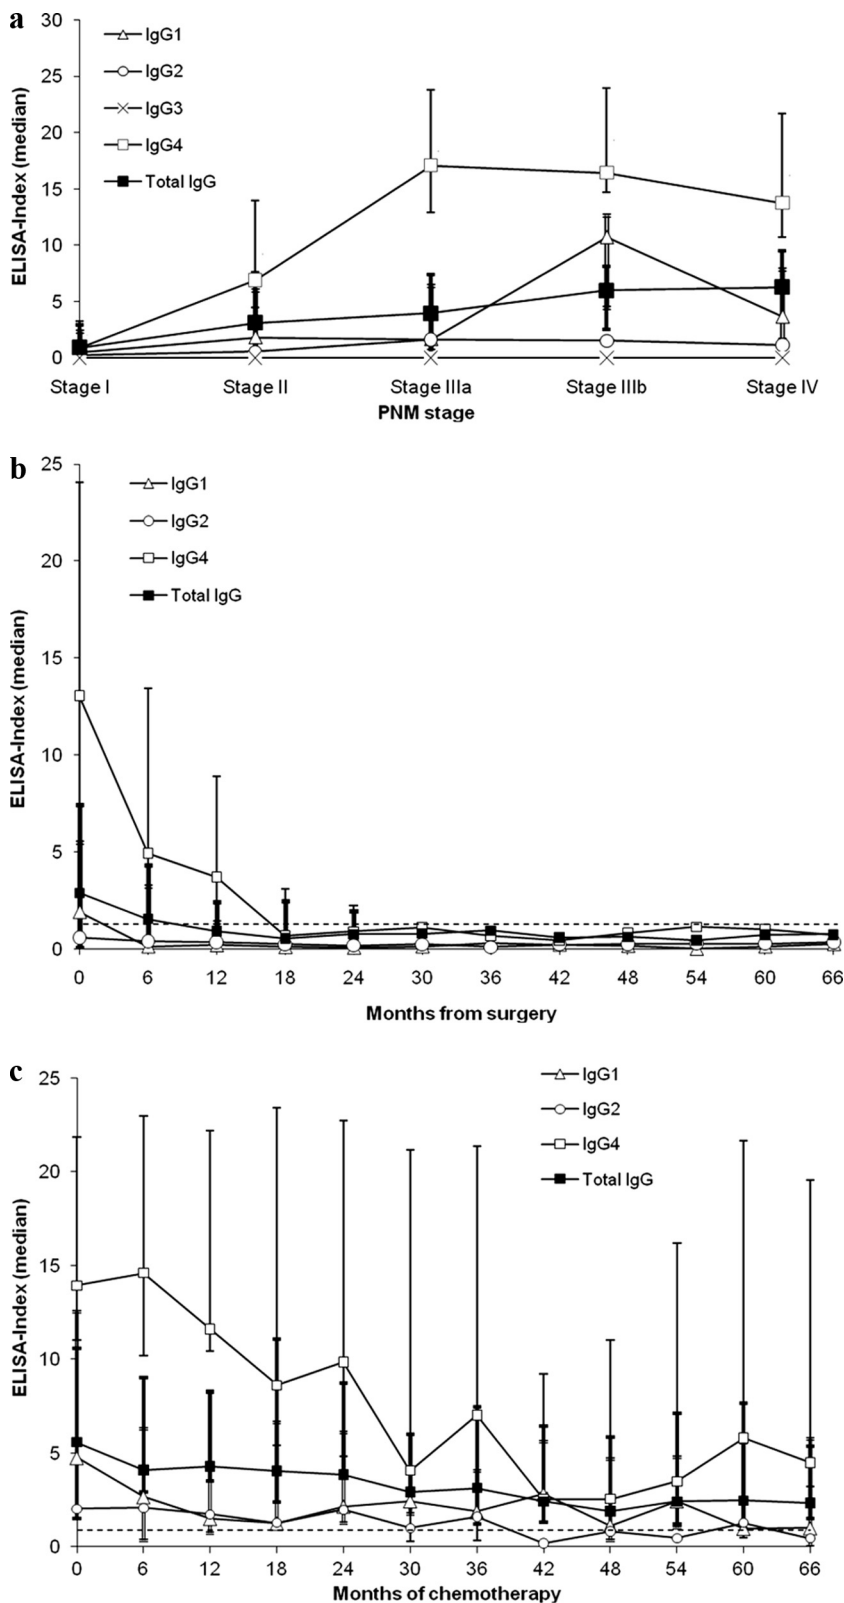 a
ELISA-Index (median)
30
25
20
15
10
5
0
IgG1
IgG2
IgG3
IgG4
Total IgG
Stage I Stage II Stage IIIa Stage IIIb Stage IV
PNM stage
b
ELISA-Index (median)
25
20
15
10
5
0
IgG1
IgG2
IgG4
Total IgG
0 6 12 18 24 30 36 42 48 54 60 66
Months from surgery
c
ELISA-Index (median)
25
20
15
10
5
0
IgG1
IgG2
IgG4
Total IgG
0 6 12 18 24 30 36 42 48 54 60 66
Months of chemotherapy